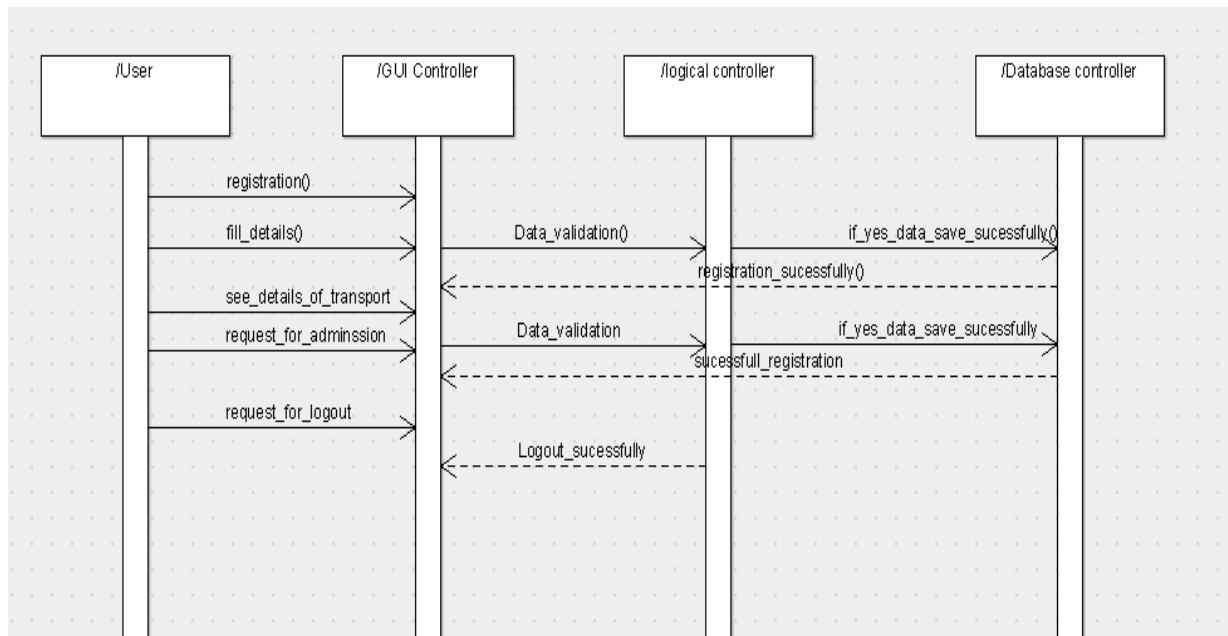 /User
/GUI Controller
/logical controller
/Database controller
registration()
fill_details()
Data_validation()
if_yes_data_save_sucessfully()
registration_sucessfully()
see_details_of_transport
request_for_adminssion
Data_validation
if_yes_data_save_sucessfully
sucessfull_registration
request_for_logout
Logout_sucessfully